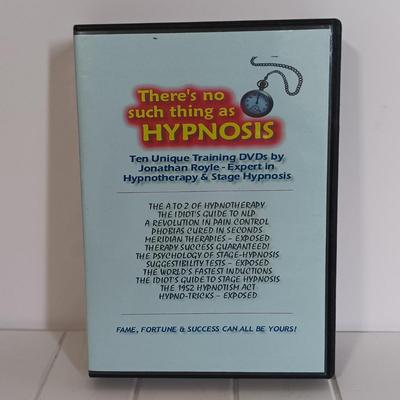 There's no
such thing as
HYPNOSIS
Ten Unique Training DVDs by
Jonathan Royle - Expert in
Hypnotherapy & Stage Hypnosis
THE A TO Z OF HYPNOTHERAPY
THE IDIOT'S GUIDE TO NLP
A REVOLUTION IN PAIN CONTROL
PHOBIAS CURED IN SECONDS
MERIDIAN THERAPIES - EXPOSED
THERAPY SUCCESS GUARANTEED!
THE PSYCHOLOGY OF STAGE-HYPNOSIS
SUGGESTIBILITY TESTS - EXPOSED
THE WORLD'S FASTEST INDUCTIONS
THE IDIOT'S GUIDE TO STAGE HYPNOSIS
THE 1952 HYPNOTISM ACT
HYPNO-TRICKS - EXPOSED
FAME, FORTUNE & SUCCESS CAN ALL BE YOURS!